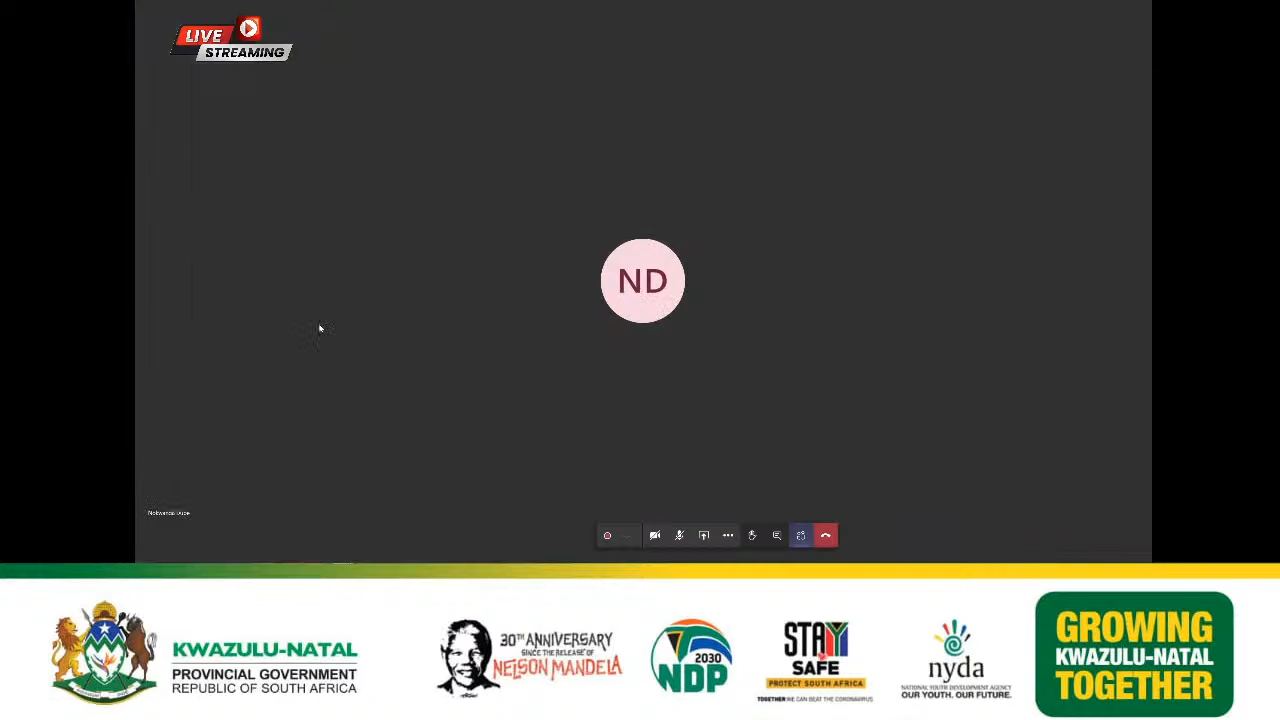 LIVE
STREAMING
ND
Nokwanda Dube
KWAZULU-NATAL
PROVINCIAL GOVERNMENT
REPUBLIC OF SOUTH AFRICA
30TH ANNIVERSARY
SINCE THE RELEASE OF
NELSON MANDELA
2030
NDP
STAY
SAFE
PROTECT SOUTH AFRICA
TOGETHER WE CAN BEAT THE CORONAVIRUS
nyda
NATIONAL YOUTH DEVELOPMENT AGENCY
OUR YOUTH. OUR FUTURE.
GROWING
KWAZULU-NATAL
TOGETHER